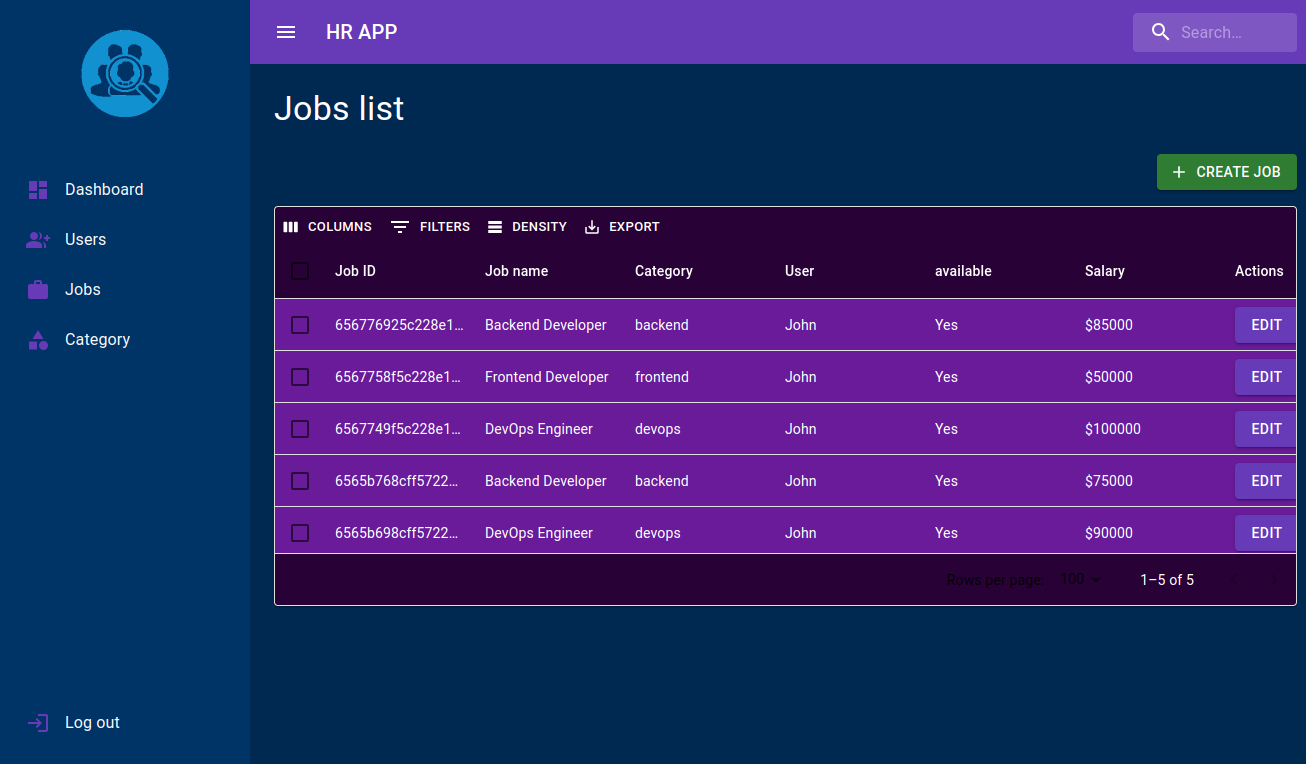 HR APP
Search…
Dashboard
Users
Jobs
Category
Log out
Jobs list
CREATE JOB
COLUMNS FILTERS DENSITY EXPORT
Job ID Job name Category User available Salary Actions
656776925c228e1… Backend Developer backend John Yes $85000 EDIT
6567758f5c228e1… Frontend Developer frontend John Yes $50000 EDIT
6567749f5c228e1… DevOps Engineer devops John Yes $100000 EDIT
6565b768cff5722… Backend Developer backend John Yes $75000 EDIT
6565b698cff5722… DevOps Engineer devops John Yes $90000 EDIT
Rows per page: 100 1–5 of 5